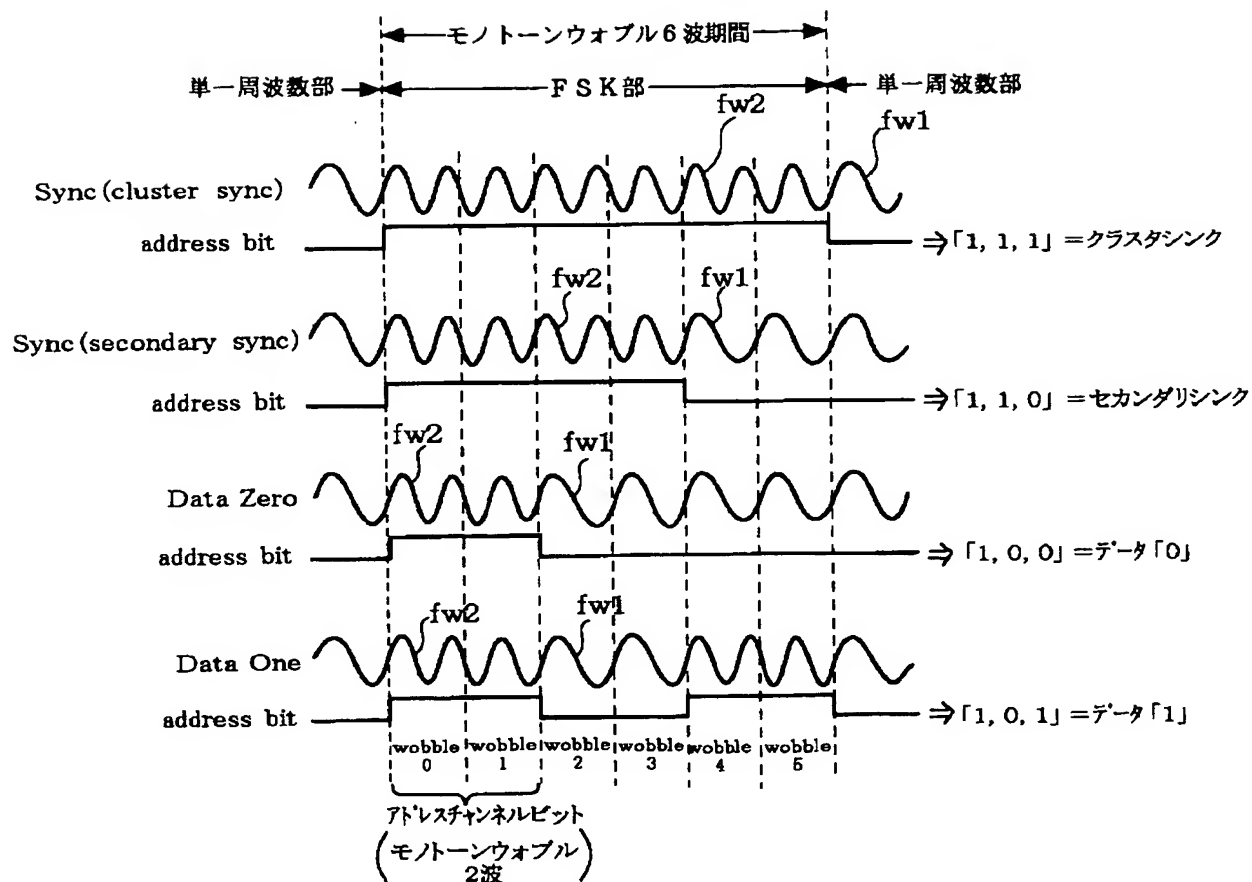 モノトーンウォブル6波期間
単一周波数部
FSK部
単一周波数部
fw2
fw1
Sync(cluster sync)
address bit
⇒「1, 1, 1」=クラスタシンク
fw2
fw1
Sync(secondary sync)
address bit
⇒「1, 1, 0」=セカンダリシンク
fw2
fw1
Data Zero
address bit
⇒「1, 0, 0」=データ「0」
fw2
fw1
Data One
address bit
⇒「1, 0, 1」=データ「1」
wobble 0
wobble 1
wobble 2
wobble 3
wobble 4
wobble 5
アドレスチャンネルビット
(モノトーンウォブル
2波)